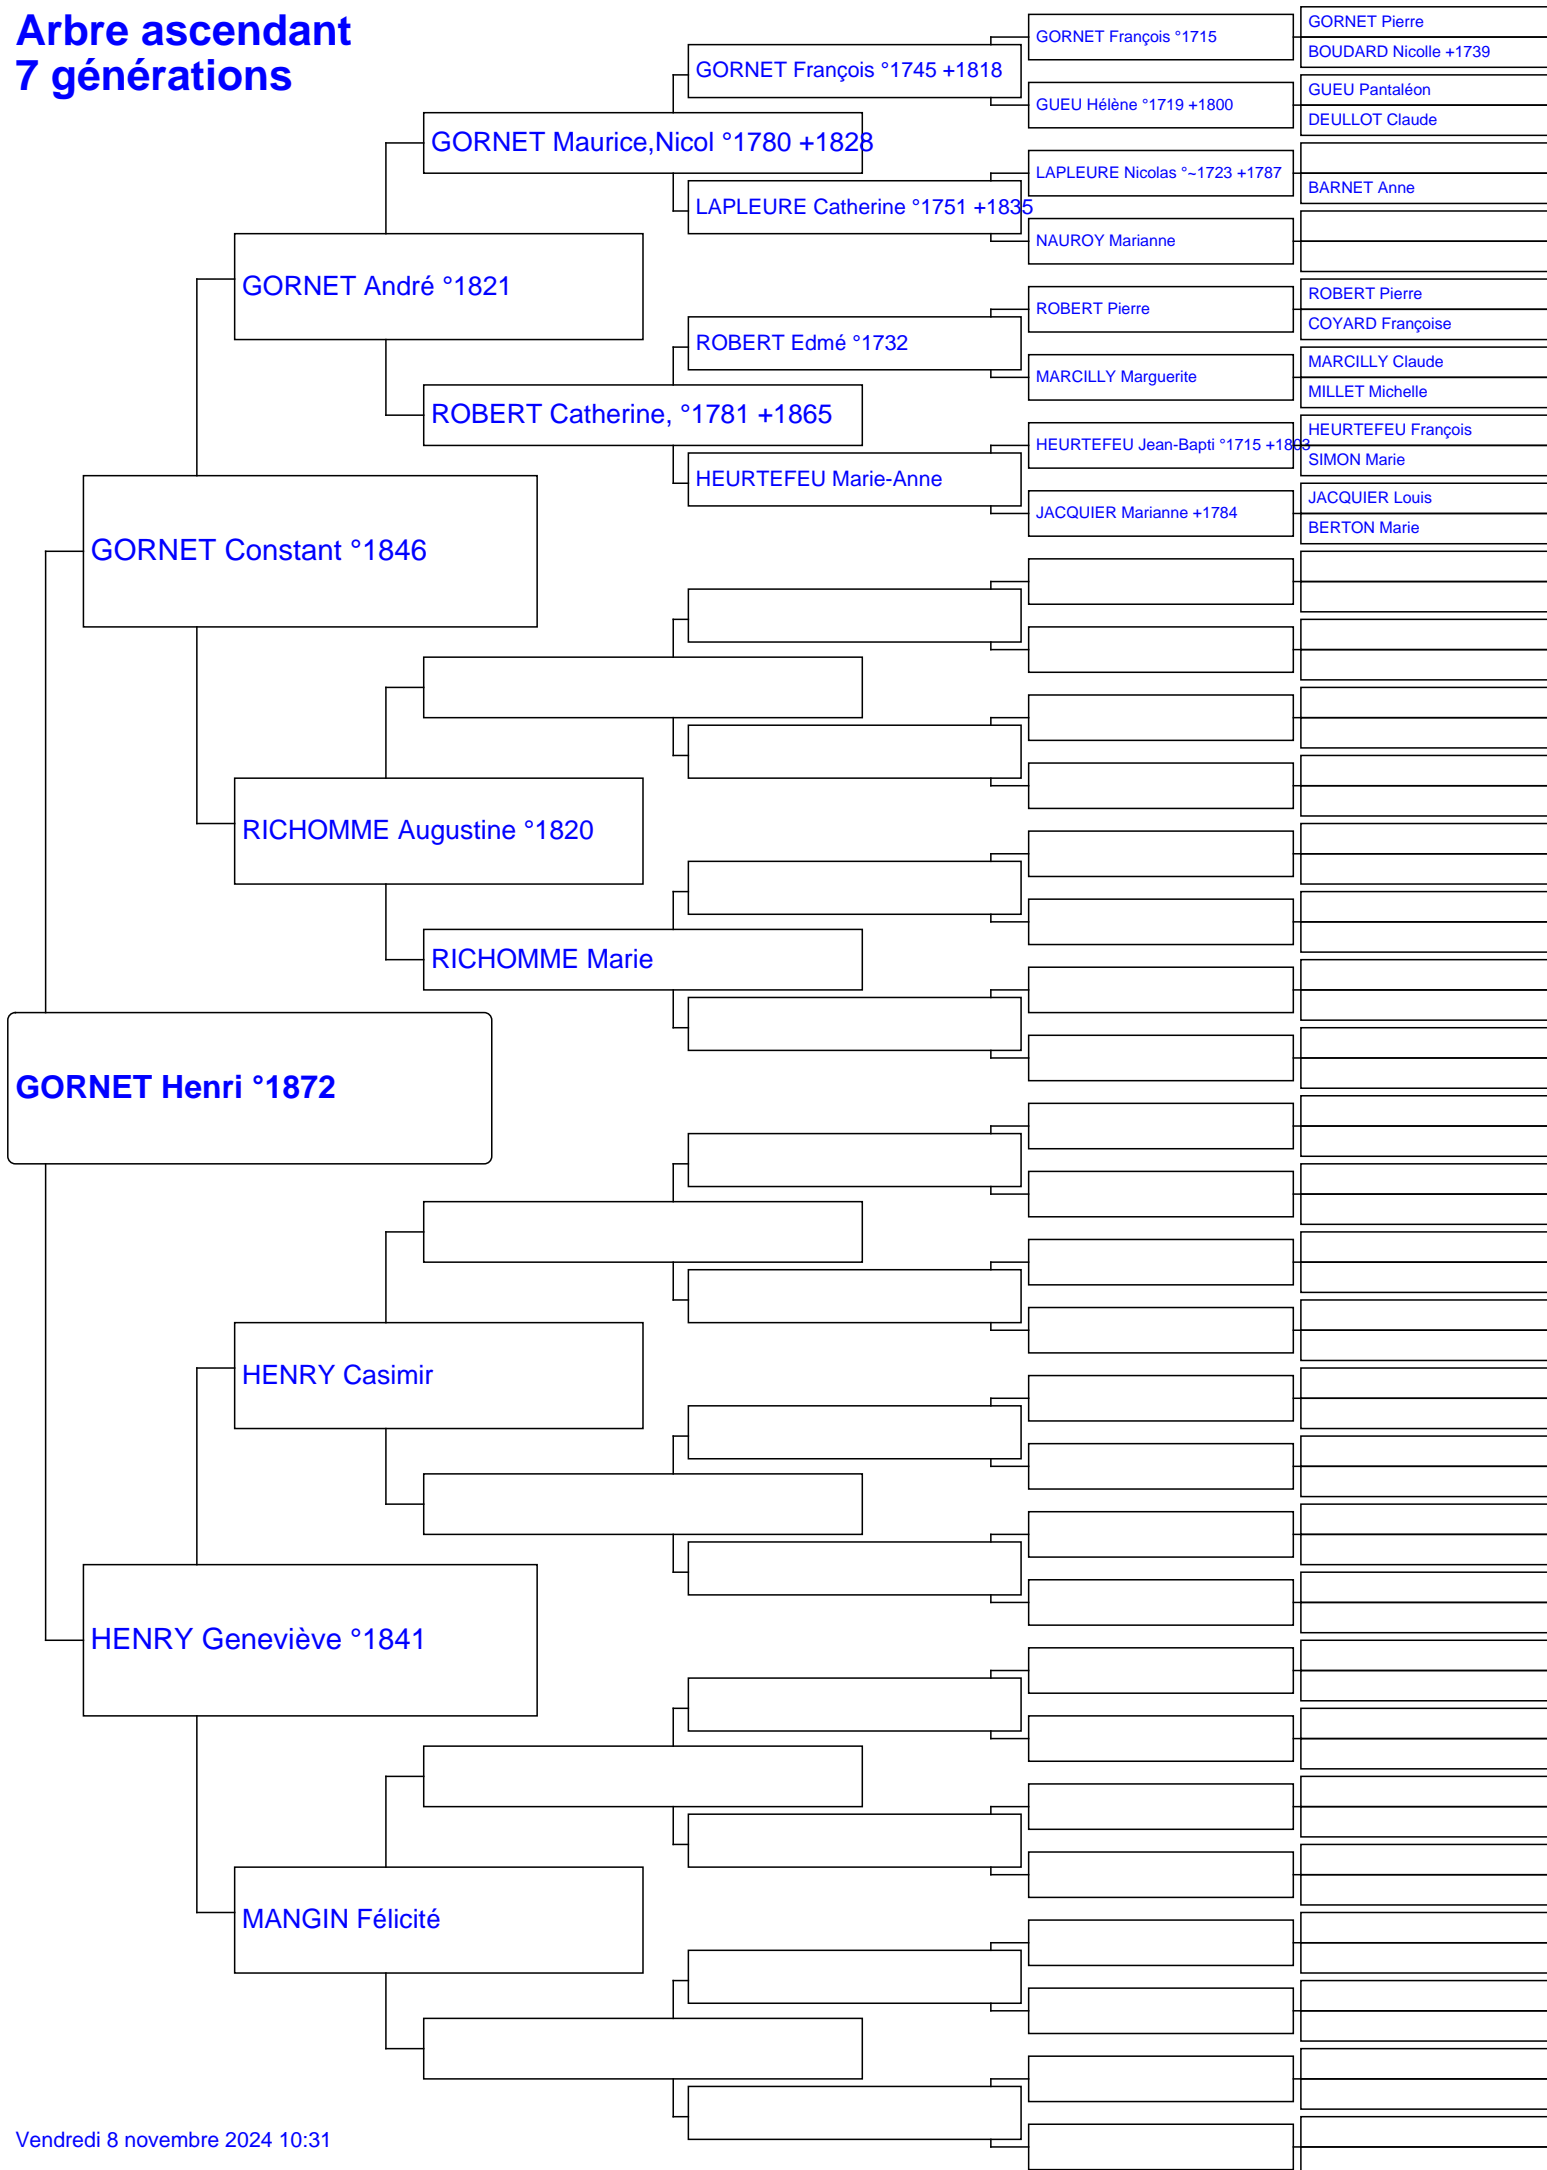 Arbre ascendant
7 générations
GORNET Henri °1872
GORNET Constant °1846
HENRY Geneviève °1841
GORNET André °1821
RICHOMME Augustine °1820
HENRY Casimir
MANGIN Félicité
GORNET Maurice,Nicol °1780 +1828
ROBERT Catherine, °1781 +1865
RICHOMME Marie
GORNET François °1745 +1818
LAPLEURE Catherine °1751 +1835
ROBERT Edmé °1732
HEURTEFEU Marie-Anne
GORNET François °1715
GUEU Hélène °1719 +1800
LAPLEURE Nicolas °~1723 +1787
NAUROY Marianne
ROBERT Pierre
MARCILLY Marguerite
HEURTEFEU Jean-Bapti °1715 +1803
JACQUIER Marianne +1784
GORNET Pierre
BOUDARD Nicolle +1739
GUEU Pantaléon
DEULLOT Claude
BARNET Anne
ROBERT Pierre
COYARD Françoise
MARCILLY Claude
MILLET Michelle
HEURTEFEU François
SIMON Marie
JACQUIER Louis
BERTON Marie
Vendredi 8 novembre 2024 10:31